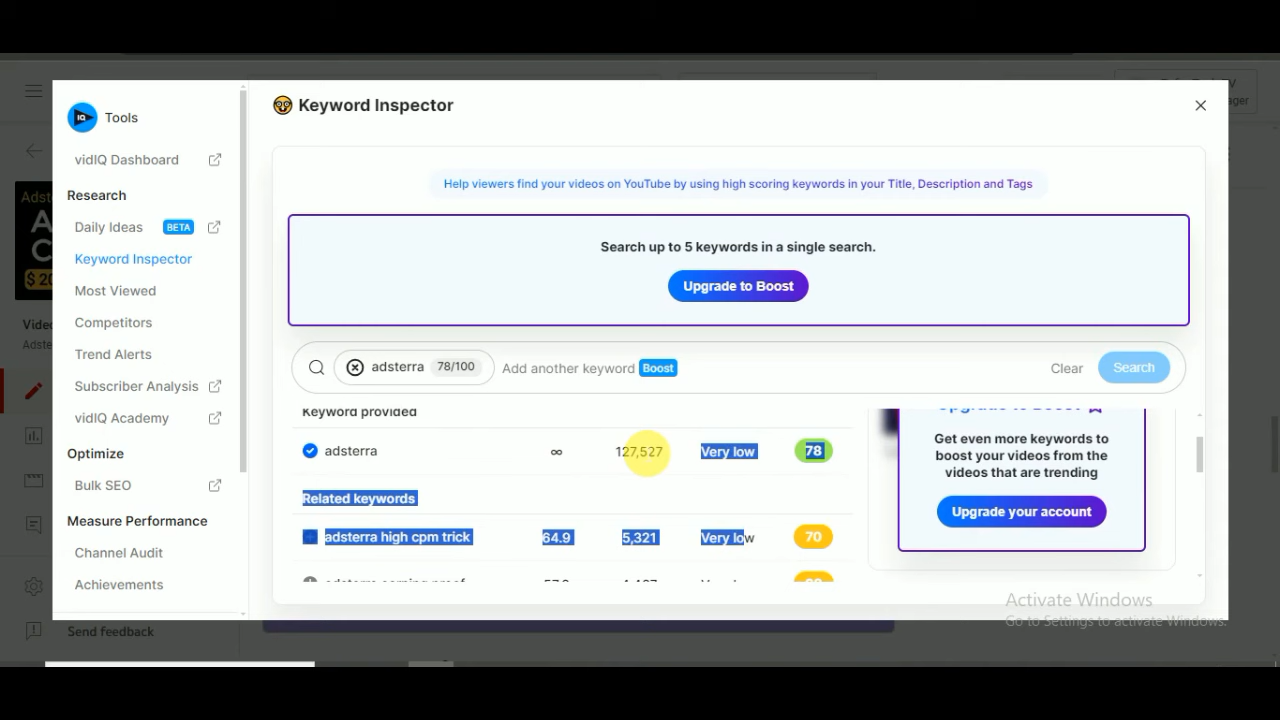 IQ Tools
vidIQ Dashboard
Research
Daily Ideas BETA
Keyword Inspector
Most Viewed
Competitors
Trend Alerts
Subscriber Analysis
vidIQ Academy
Optimize
Bulk SEO
Measure Performance
Channel Audit
Achievements
Send feedback
Keyword Inspector
Help viewers find your videos on YouTube by using high scoring keywords in your Title, Description and Tags
Search up to 5 keywords in a single search.
Upgrade to Boost
adsterra 78/100 Add another keyword Boost Clear Search
Keyword provided
adsterra ∞ 127,527 Very low 78
Related keywords
adsterra high cpm trick 64.9 5,321 Very low 70
Get even more keywords to
boost your videos from the
videos that are trending
Upgrade your account
Activate Windows
Go to Settings to activate Windows.